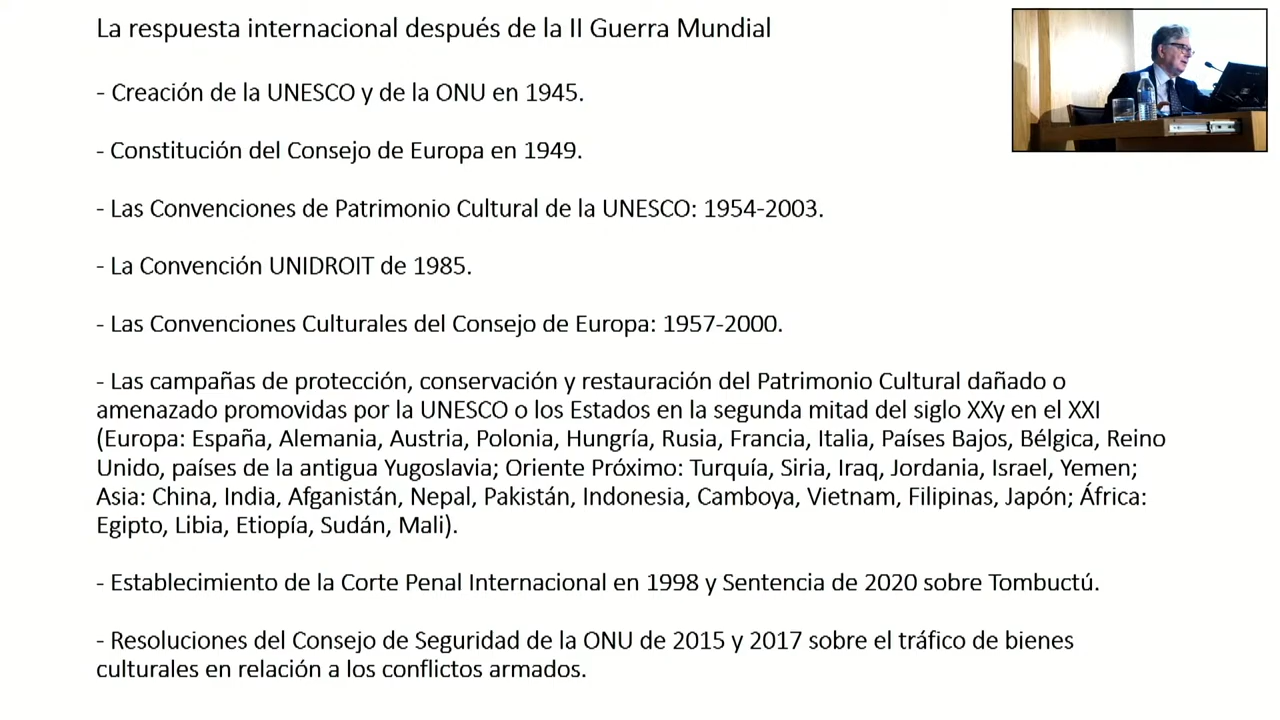 La respuesta internacional después de la II Guerra Mundial
- Creación de la UNESCO y de la ONU en 1945.
- Constitución del Consejo de Europa en 1949.
- Las Convenciones de Patrimonio Cultural de la UNESCO: 1954-2003.
- La Convención UNIDROIT de 1985.
- Las Convenciones Culturales del Consejo de Europa: 1957-2000.
- Las campañas de protección, conservación y restauración del Patrimonio Cultural dañado o
amenazado promovidas por la UNESCO o los Estados en la segunda mitad del siglo XXy en el XXI
(Europa: España, Alemania, Austria, Polonia, Hungría, Rusia, Francia, Italia, Países Bajos, Bélgica, Reino
Unido, países de la antigua Yugoslavia; Oriente Próximo: Turquía, Siria, Iraq, Jordania, Israel, Yemen;
Asia: China, India, Afganistán, Nepal, Pakistán, Indonesia, Camboya, Vietnam, Filipinas, Japón; África:
Egipto, Libia, Etiopía, Sudán, Mali).
- Establecimiento de la Corte Penal Internacional en 1998 y Sentencia de 2020 sobre Tombuctú.
- Resoluciones del Consejo de Seguridad de la ONU de 2015 y 2017 sobre el tráfico de bienes
culturales en relación a los conflictos armados.